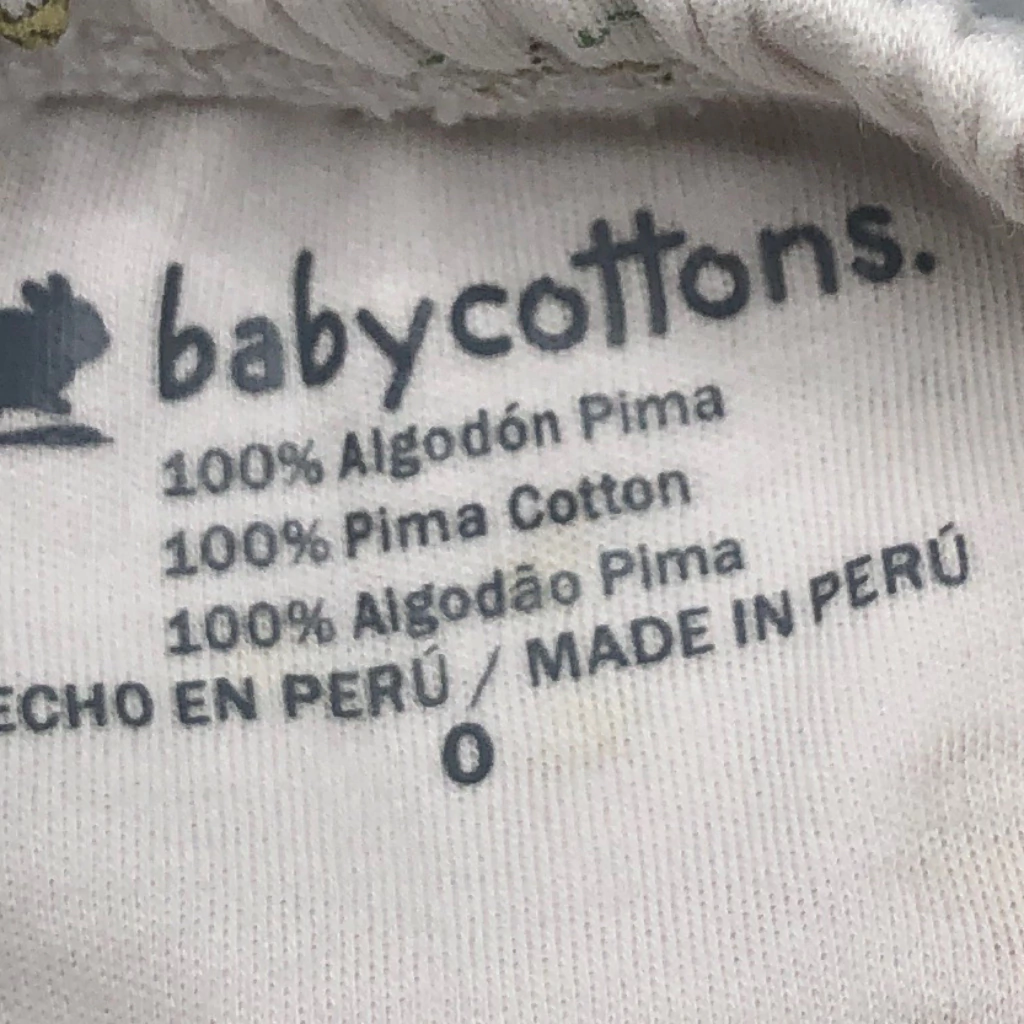 babycottons.
100% Algodón Pima
100% Pima Cotton
100% Algodão Pima
ECHO EN PERÚ / MADE IN PERÚ
0